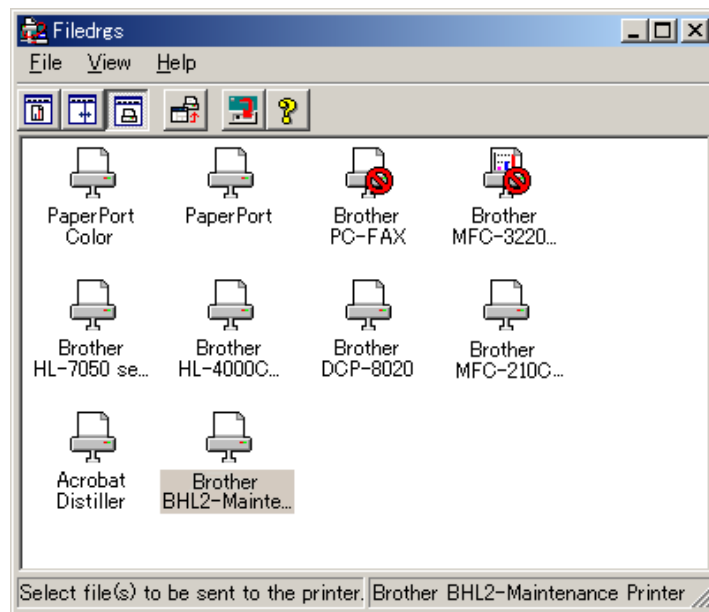 Filedrgs
File View Help
PaperPort
Color
PaperPort
Brother
PC-FAX
Brother
MFC-3220...
Brother
HL-7050 se...
Brother
HL-4000C...
Brother
DCP-8020
Brother
MFC-210C...
Acrobat
Distiller
Brother
BHL2-Mainte...
Select file(s) to be sent to the printer. Brother BHL2-Maintenance Printer